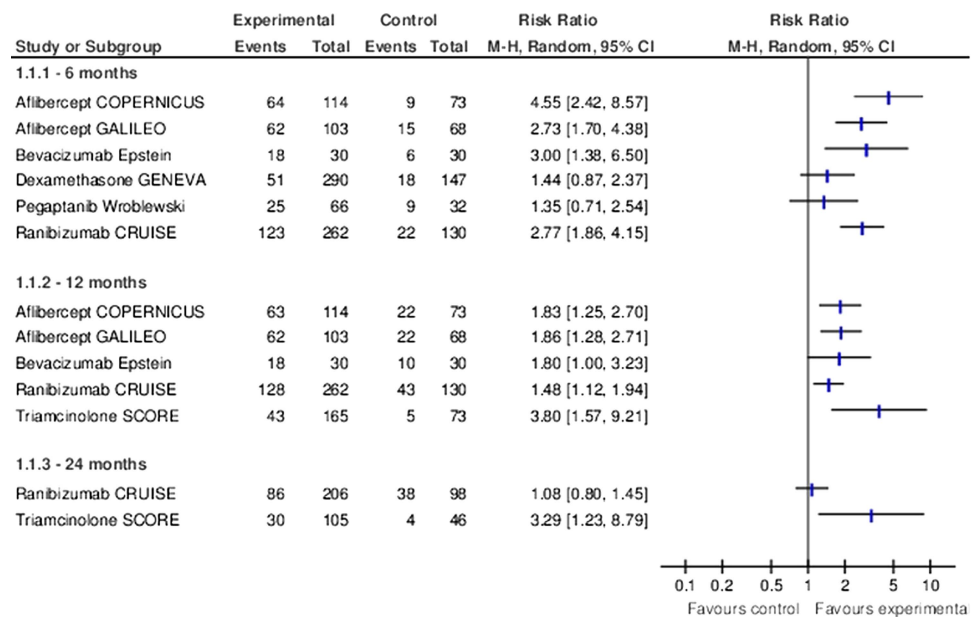 Experimental Control Risk Ratio Risk Ratio
Study or Subgroup Events Total Events Total M-H, Random, 95% CI M-H, Random, 95% CI
1.1.1 - 6 months
Aflibercept COPERNICUS 64 114 9 73 4.55 [2.42, 8.57]
Aflibercept GALILEO 62 103 15 68 2.73 [1.70, 4.38]
Bevacizumab Epstein 18 30 6 30 3.00 [1.38, 6.50]
Dexamethasone GENEVA 51 290 18 147 1.44 [0.87, 2.37]
Pegaptanib Wroblewski 25 66 9 32 1.35 [0.71, 2.54]
Ranibizumab CRUISE 123 262 22 130 2.77 [1.86, 4.15]
1.1.2 - 12 months
Aflibercept COPERNICUS 63 114 22 73 1.83 [1.25, 2.70]
Aflibercept GALILEO 62 103 22 68 1.86 [1.28, 2.71]
Bevacizumab Epstein 18 30 10 30 1.80 [1.00, 3.23]
Ranibizumab CRUISE 128 262 43 130 1.48 [1.12, 1.94]
Triamcinolone SCORE 43 165 5 73 3.80 [1.57, 9.21]
1.1.3 - 24 months
Ranibizumab CRUISE 86 206 38 98 1.08 [0.80, 1.45]
Triamcinolone SCORE 30 105 4 46 3.29 [1.23, 8.79]
0.1 0.2 0.5 1 2 5 10
Favours control Favours experimental